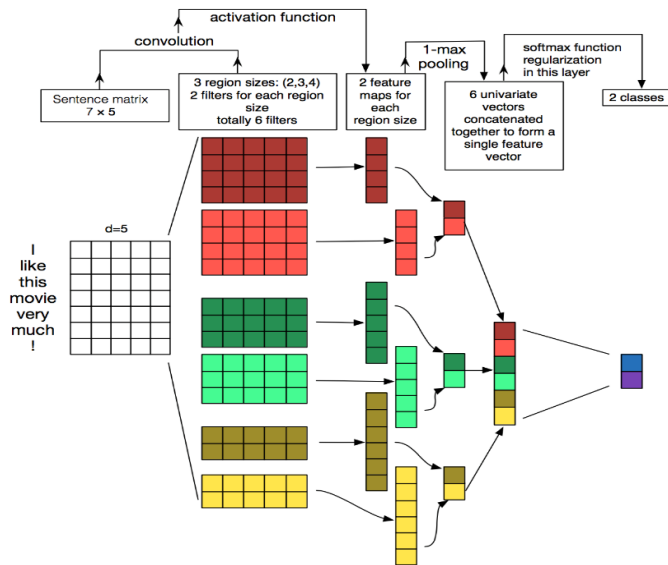 activation function
convolution
1-max
pooling
softmax function
regularization
in this layer
Sentence matrix
7 × 5
3 region sizes: (2,3,4)
2 filters for each region
size
totally 6 filters
2 feature
maps for
each
region size
6 univariate
vectors
concatenated
together to form a
single feature
vector
2 classes
d=5
I
like
this
movie
very
much
!